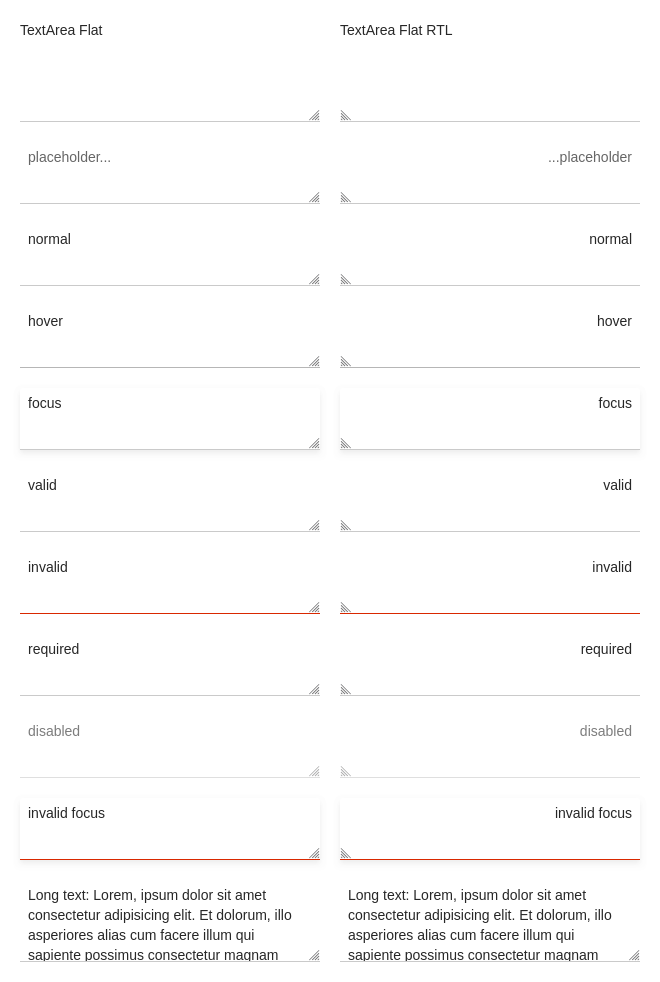 TextArea Flat
TextArea Flat RTL
placeholder...
...placeholder
normal
normal
hover
hover
focus
focus
valid
valid
invalid
invalid
required
required
disabled
disabled
invalid focus
invalid focus
Long text: Lorem, ipsum dolor sit amet
consectetur adipisicing elit. Et dolorum, illo
asperiores alias cum facere illum qui
sapiente possimus consectetur magnam
Long text: Lorem, ipsum dolor sit amet
consectetur adipisicing elit. Et dolorum, illo
asperiores alias cum facere illum qui
sapiente possimus consectetur magnam